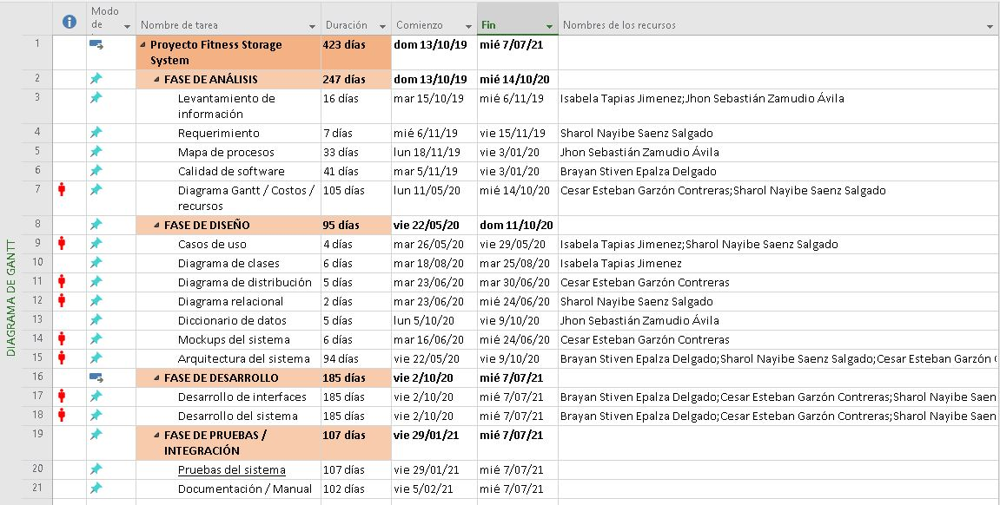 Modo de Nombre de tarea Duración Comienzo Fin Nombres de los recursos
1 Proyecto Fitness Storage System 423 días dom 13/10/19 mié 7/07/21
2 FASE DE ANÁLISIS 247 días dom 13/10/19 mié 14/10/20
3 Levantamiento de información 16 días mar 15/10/19 mié 6/11/19 Isabela Tapias Jimenez;Jhon Sebastián Zamudio Ávila
4 Requerimiento 7 días mié 6/11/19 vie 15/11/19 Sharol Nayibe Saenz Salgado
5 Mapa de procesos 33 días lun 18/11/19 vie 3/01/20 Jhon Sebastián Zamudio Ávila
6 Calidad de software 41 días mar 5/11/19 vie 3/01/20 Brayan Stiven Epalza Delgado
7 Diagrama Gantt / Costos / recursos 105 días lun 11/05/20 mié 14/10/20 Cesar Esteban Garzón Contreras;Sharol Nayibe Saenz Salgado
8 FASE DE DISEÑO 95 días vie 22/05/20 dom 11/10/20
9 Casos de uso 4 días mar 26/05/20 vie 29/05/20 Isabela Tapias Jimenez;Sharol Nayibe Saenz Salgado
10 Diagrama de clases 6 días mar 18/08/20 mar 25/08/20 Isabela Tapias Jimenez
11 Diagrama de distribución 5 días mar 23/06/20 mar 30/06/20 Cesar Esteban Garzón Contreras
12 Diagrama relacional 2 días mar 23/06/20 mié 24/06/20 Sharol Nayibe Saenz Salgado
13 Diccionario de datos 5 días lun 5/10/20 vie 9/10/20 Jhon Sebastián Zamudio Ávila
14 Mockups del sistema 6 días mar 16/06/20 mié 24/06/20 Cesar Esteban Garzón Contreras
15 Arquitectura del sistema 94 días vie 22/05/20 vie 9/10/20 Brayan Stiven Epalza Delgado;Sharol Nayibe Saenz Salgado;Cesar Esteban Garzón
16 FASE DE DESARROLLO 185 días vie 2/10/20 mié 7/07/21
17 Desarrollo de interfaces 185 días vie 2/10/20 mié 7/07/21 Brayan Stiven Epalza Delgado;Cesar Esteban Garzón Contreras;Sharol Nayibe Saen
18 Desarrollo del sistema 185 días vie 2/10/20 mié 7/07/21 Brayan Stiven Epalza Delgado;Cesar Esteban Garzón Contreras;Sharol Nayibe Saen
19 FASE DE PRUEBAS / INTEGRACIÓN 107 días vie 29/01/21 mié 7/07/21
20 Pruebas del sistema 107 días vie 29/01/21 mié 7/07/21
21 Documentación / Manual 102 días vie 5/02/21 mié 7/07/21
DIAGRAMA DE GANTT